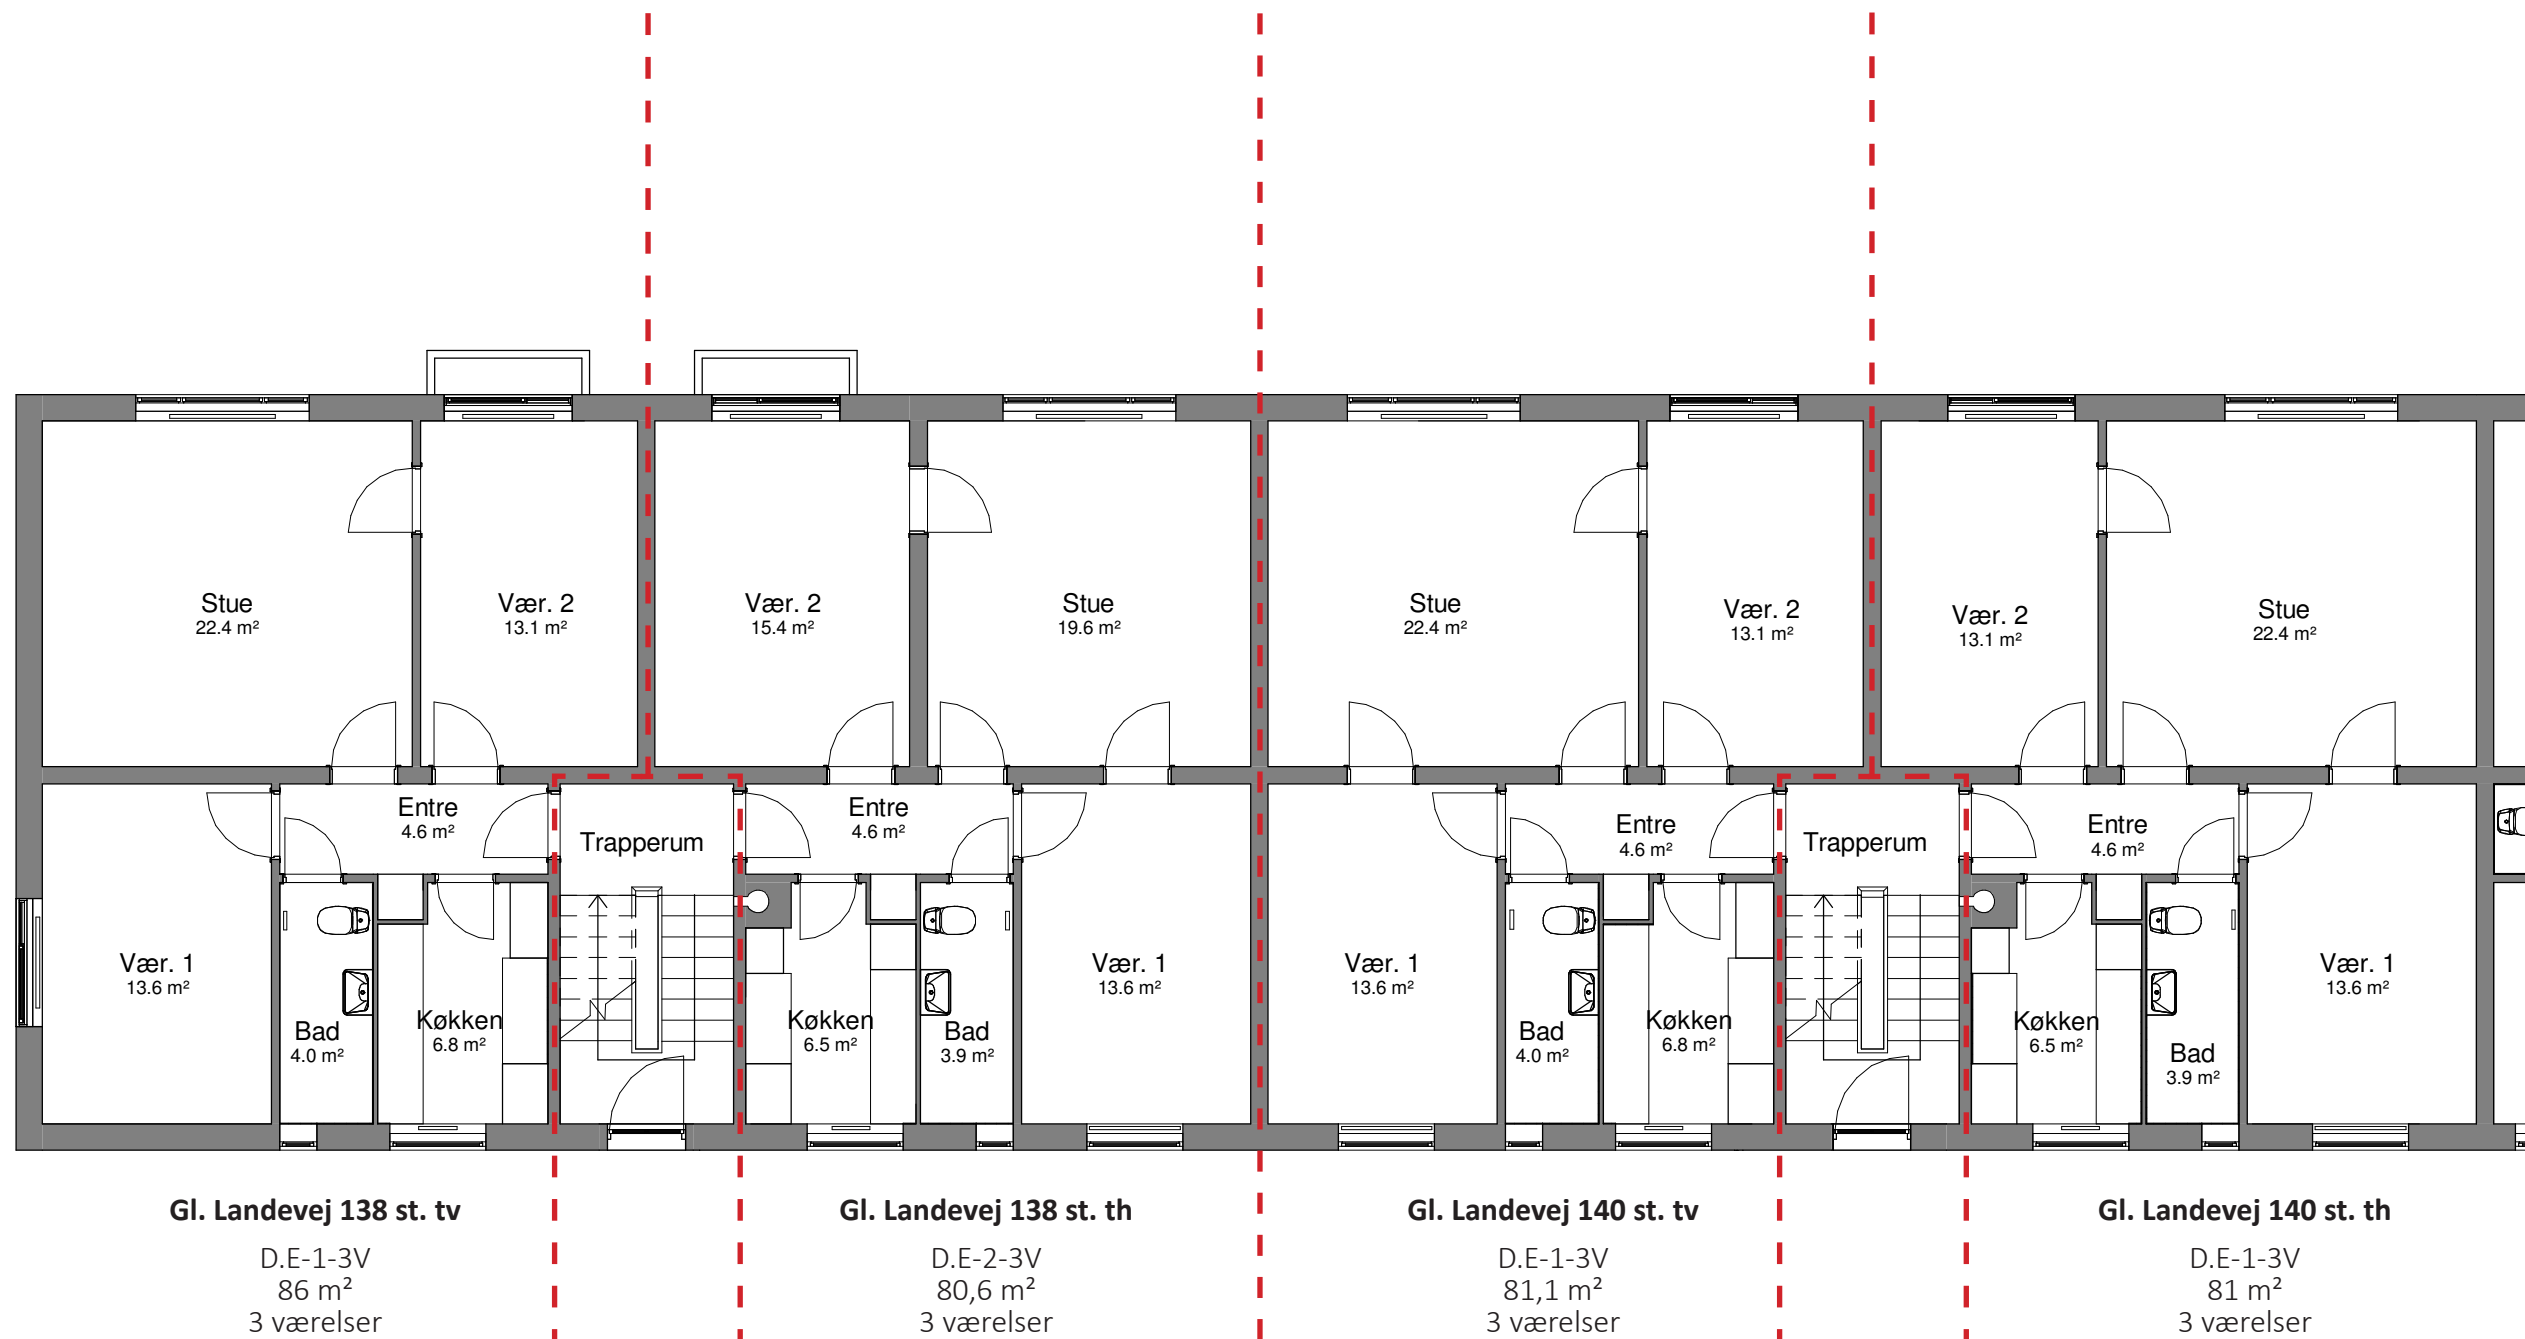 Stue
22.4 m²
Vær. 2
13.1 m²
Vær. 2
15.4 m²
Stue
19.6 m²
Stue
22.4 m²
Vær. 2
13.1 m²
Vær. 2
13.1 m²
Stue
22.4 m²
Entre
4.6 m²
Trapperum
Entre
4.6 m²
Entre
4.6 m²
Trapperum
Entre
4.6 m²
Vær. 1
13.6 m²
Bad
4.0 m²
Køkken
6.8 m²
Køkken
6.5 m²
Bad
3.9 m²
Vær. 1
13.6 m²
Vær. 1
13.6 m²
Bad
4.0 m²
Køkken
6.8 m²
Køkken
6.5 m²
Bad
3.9 m²
Vær. 1
13.6 m²
Gl. Landevej 138 st. tv
D.E-1-3V
86 m²
3 værelser
Gl. Landevej 138 st. th
D.E-2-3V
80,6 m²
3 værelser
Gl. Landevej 140 st. tv
D.E-1-3V
81,1 m²
3 værelser
Gl. Landevej 140 st. th
D.E-1-3V
81 m²
3 værelser